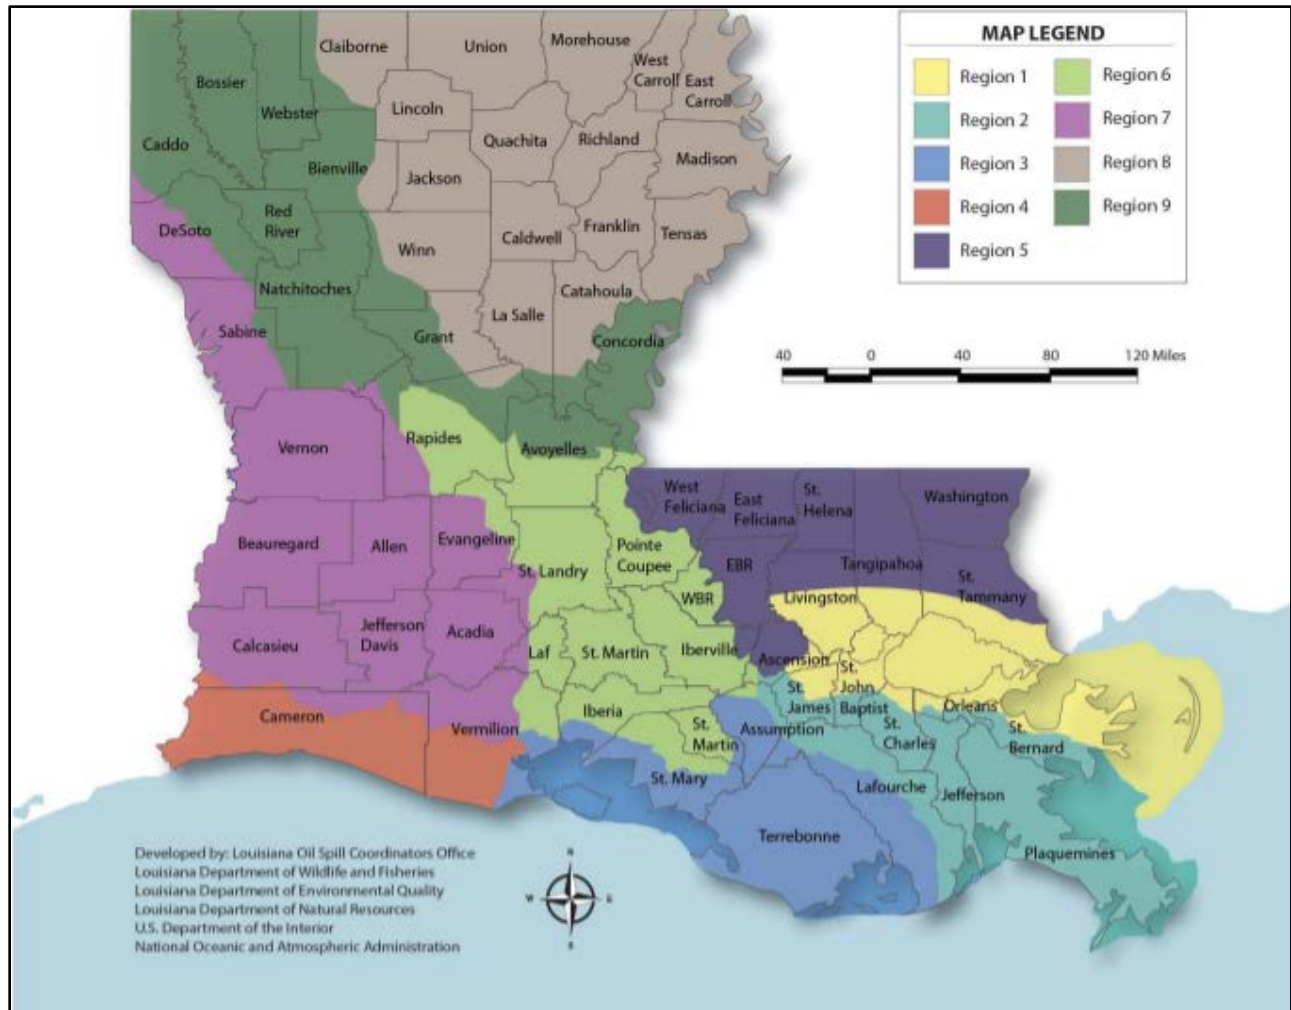 MAP LEGEND
Region 1
Region 2
Region 3
Region 4
Region 5
Region 6
Region 7
Region 8
Region 9
40 0 40 80 120 Miles
Claiborne
Union
Morehouse
West
Carroll
East
Carroll
Bossier
Webster
Lincoln
Caddo
Bienville
Quachita
Richland
Madison
Jackson
DeSoto
Red
River
Winn
Caldwell
Franklin
Tensas
Natchitoches
Catahoula
Sabine
Grant
La Salle
Concordia
Vernon
Rapides
Avoyelles
West
Feliciana
East
Feliciana
St.
Helena
Washington
Beauregard
Allen
Evangeline
St. Landry
Pointe
Coupee
EBR
Tangipahoa
St.
Tammany
WBR
Livingston
Calcasieu
Jefferson
Davis
Acadia
Laf
St. Martin
Iberville
Ascension
St.
John
Baptist
St.
James
Orleans
Cameron
Vermilion
Iberia
St.
Martin
Assumption
St.
Charles
St.
Bernard
St. Mary
Lafourche
Jefferson
Terrebonne
Plaquemines
Developed by: Louisiana Oil Spill Coordinators Office
Louisiana Department of Wildlife and Fisheries
Louisiana Department of Environmental Quality
Louisiana Department of Natural Resources
U.S. Department of the Interior
National Oceanic and Atmospheric Administration
N
W
E
S